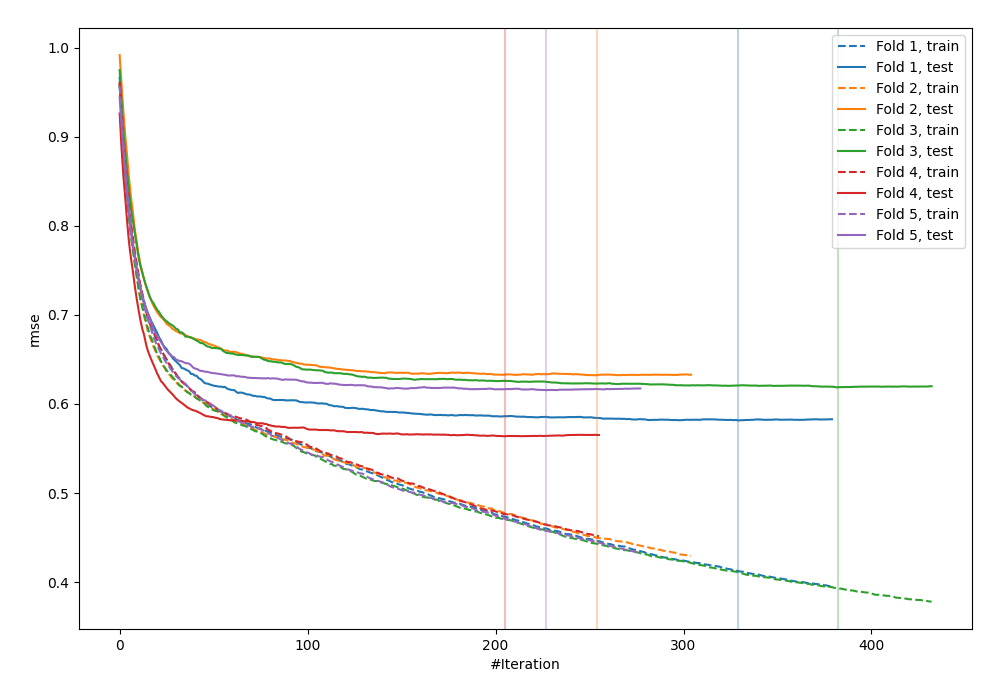 1.0
0.9
0.8
0.7
0.6
0.5
0.4
rmse
0
100
200
300
400
#Iteration
Fold 1, train
Fold 1, test
Fold 2, train
Fold 2, test
Fold 3, train
Fold 3, test
Fold 4, train
Fold 4, test
Fold 5, train
Fold 5, test